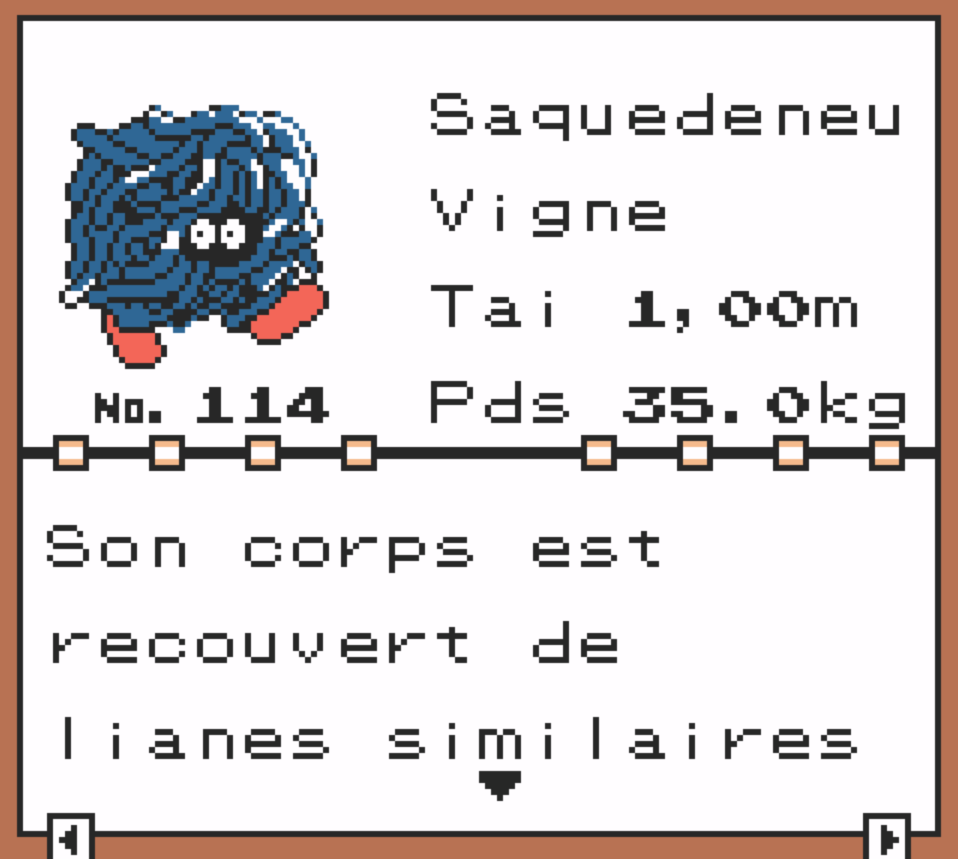 Saquedeneu
Vigne
Tai 1,00m
No. 114 Pds 35.0kg
Son corps est
recouvert de
lianes similaires